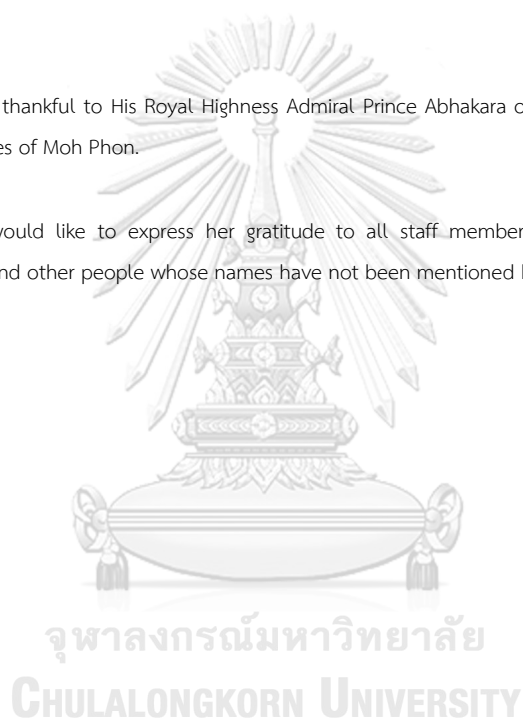 thankful to His Royal Highness Admiral Prince Abhakara
es of Moh Phon.
would like to express her gratitude to all staff member
nd other people whose names have not been mentioned
จุฬาลงกรณ์มหาวิทยาลัย
CHULALONGKORN UNIVERSITY